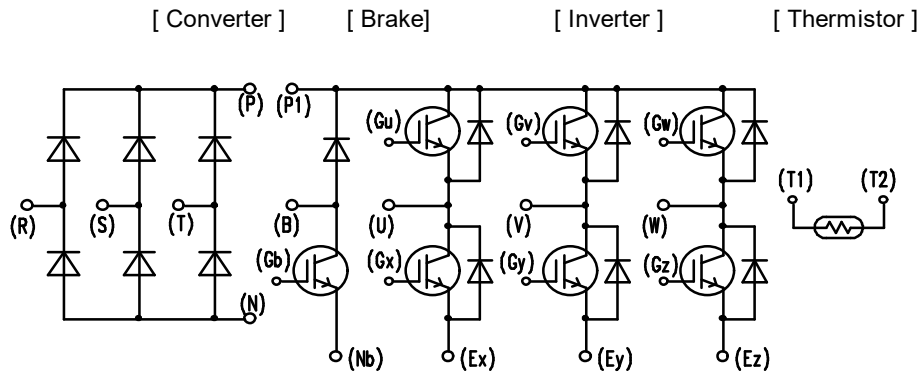 [ Converter ] [ Brake] [ Inverter ] [ Thermistor ]
(P) (P1)
(Gu) (Gv) (Gw)
(T1) (T2)
(R) (S) (T) (B) (U) (V) (W)
(Gb) (Gx) (Gy) (Gz)
(N)
(Nb) (Ex) (Ey) (Ez)